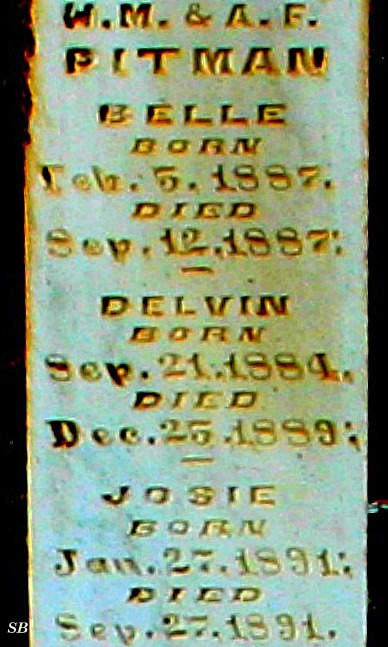 W.M. & A.F.
PITMAN
BELLE
BORN
Feb. 5. 1887.
DIED
Sep. 12. 1887.
DELVIN
BORN
Sep. 21. 1884.
DIED
Dec. 25. 1889.
JOSIE
BORN
Jan. 27. 1891.
DIED
Sep. 27. 1891.
SB